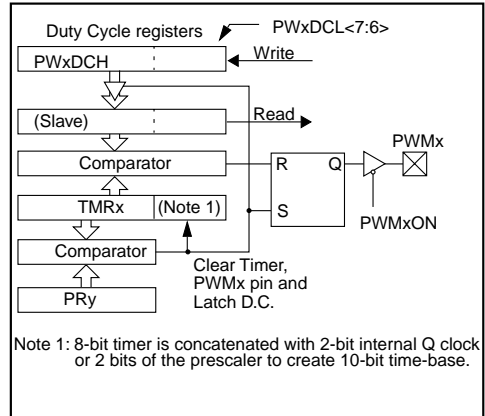 Duty Cycle registers
PWxDCL<7:6>
PWxDCH
Write
(Slave)
Read
Comparator
R
Q
PWMx
TMRx
(Note 1)
S
PWMxON
Comparator
Clear Timer,
PWMx pin and
Latch D.C.
PRy
Note 1: 8-bit timer is concatenated with 2-bit internal Q clock
or 2 bits of the prescaler to create 10-bit time-base.